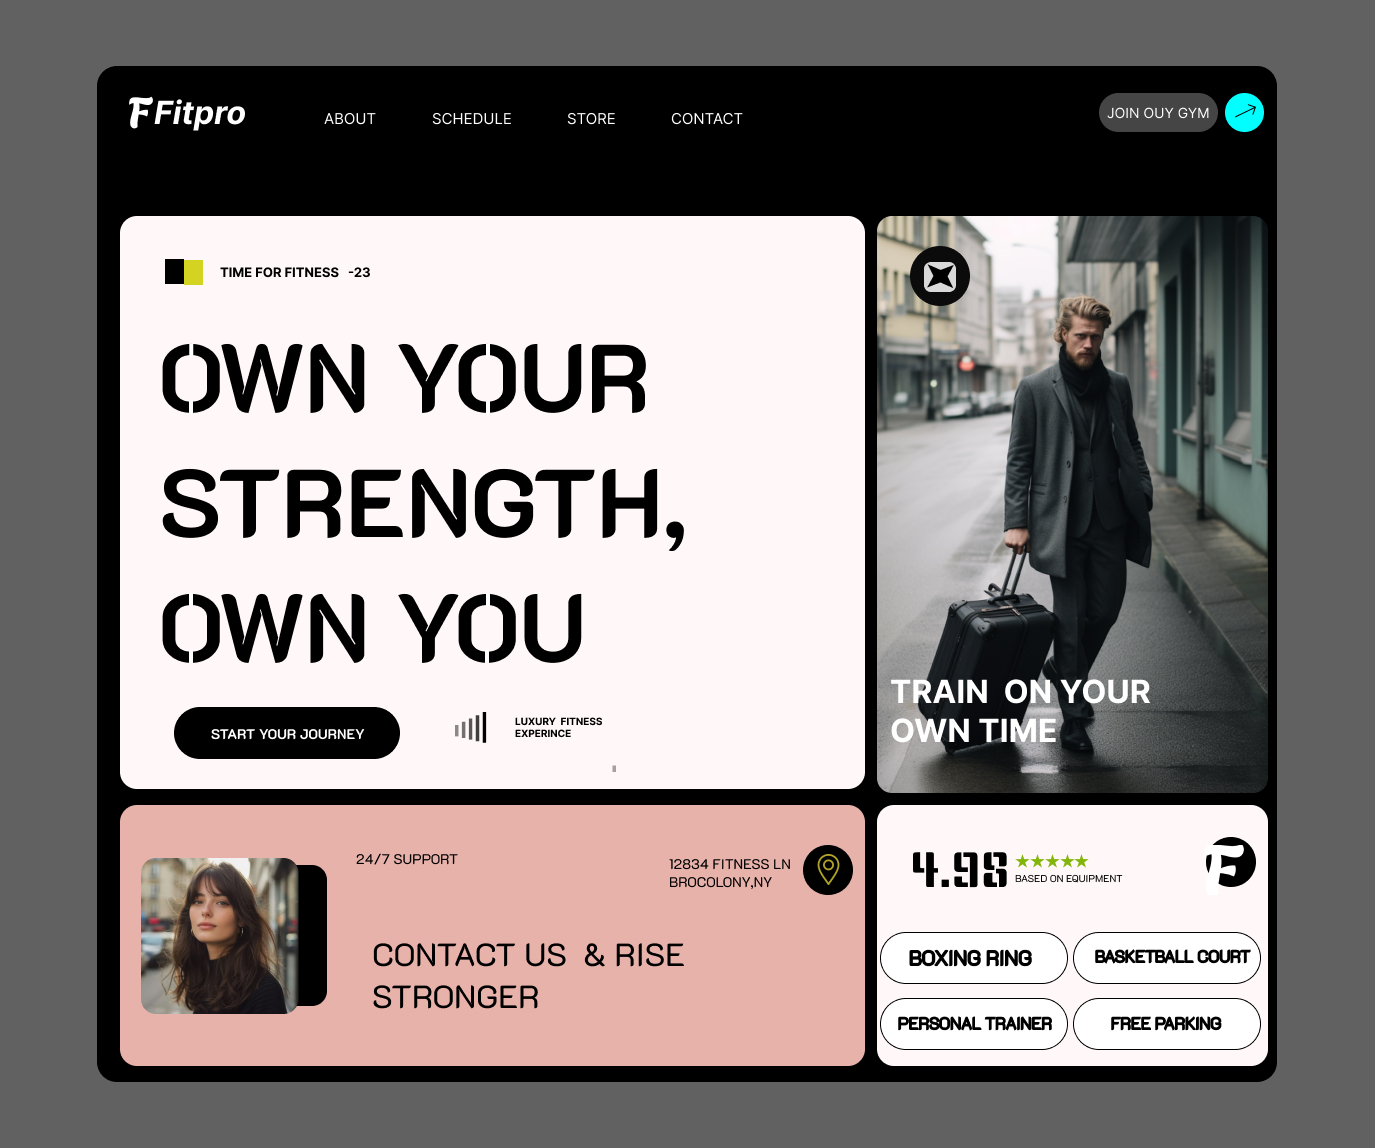 Fitpro
ABOUT SCHEDULE STORE CONTACT
JOIN OUY GYM
TIME FOR FITNESS -23
OWN YOUR
STRENGTH,
OWN YOU
START YOUR JOURNEY
LUXURY FITNESS
EXPERINCE
TRAIN ON YOUR
OWN TIME
24/7 SUPPORT
12834 FITNESS LN
BROCOLONY,NY
CONTACT US & RISE
STRONGER
4.9S
BASED ON EQUIPMENT
F
BOXING RING
BASKETBALL COURT
PERSONAL TRAINER
FREE PARKING